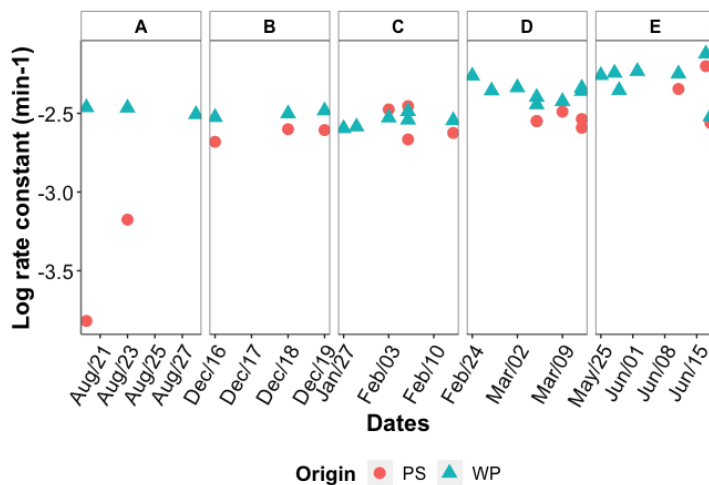 A B C D E
Log rate constant (min-1)
-2.5
-3.0
-3.5
Aug/21 Aug/23 Aug/25 Aug/27 Dec/16 Dec/17 Dec/18 Dec/19 Jan/27 Feb/03 Feb/10 Feb/24 Mar/02 Mar/09 May/25 Jun/01 Jun/08 Jun/15
Dates
Origin PS WP